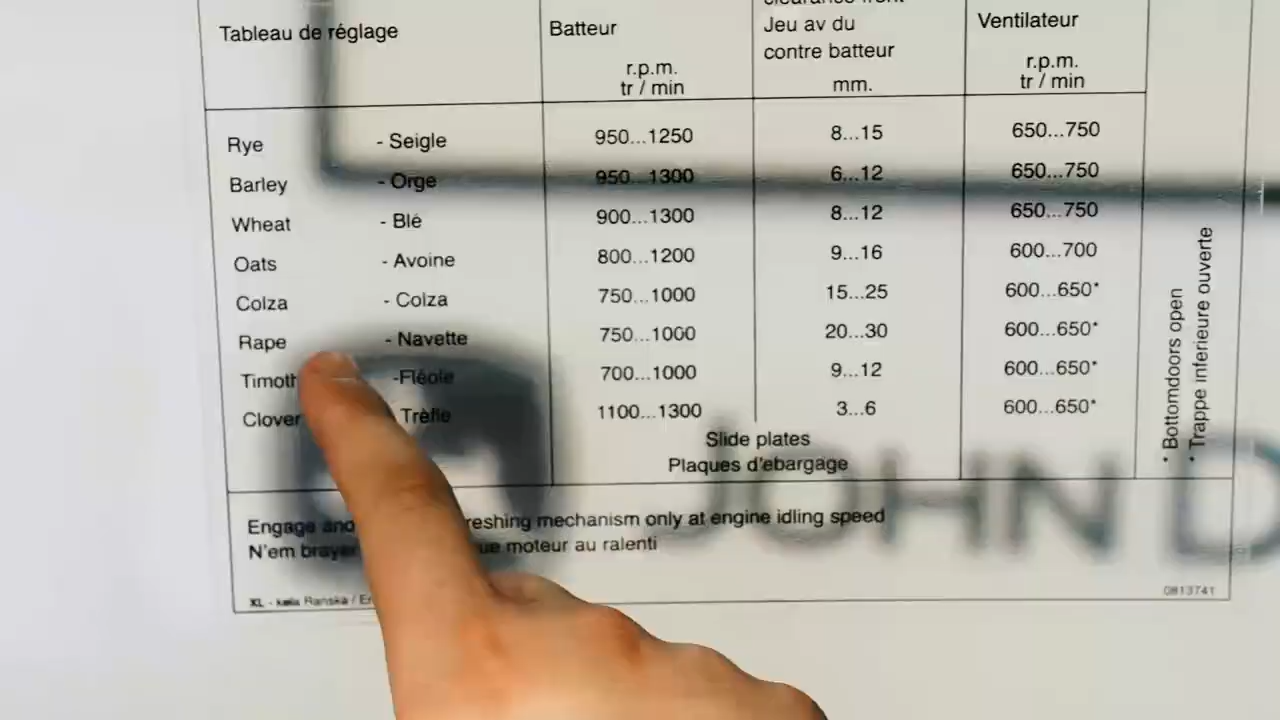 Tableau de réglage Batteur Jeu av du contre batteur Ventilateur
r.p.m. r.p.m.
tr / min mm. tr / min
Rye - Seigle 950...1250 8...15 650...750
Barley - Orge 950...1300 6...12 650...750
Wheat - Blé 900...1300 8...12 650...750
Oats - Avoine 800...1200 9...16 600...700
Colza - Colza 750...1000 15...25 600...650*
Rape - Navette 750...1000 20...30 600...650*
Timoth -Fléole 700...1000 9...12 600...650*
Clover Trèfle 1100...1300 3...6 600...650*
Slide plates
Plaques d'ebargage
* Bottomdoors open
* Trappe inferieure ouverte
JOHN D
Engage and reshing mechanism only at engine idling speed
N'em brayer ue moteur au ralenti
XL - Ranska /
0813741